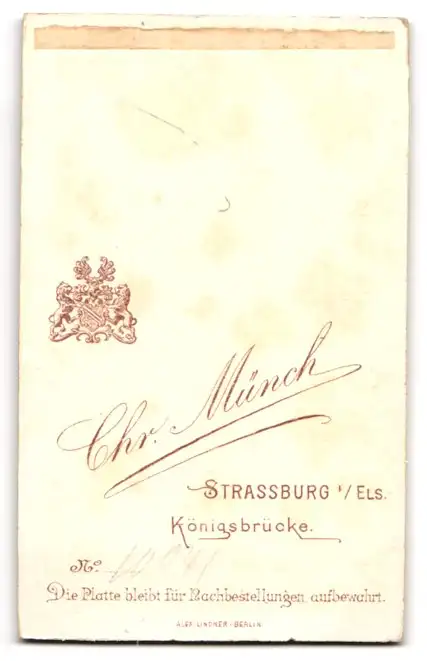 Chr. Münch
STRASSBURG i/ELS.
Königsbrücke.
No.
Die Platte bleibt für Nachbestellungen aufbewahrt.
ALEX LINDNER-BERLIN